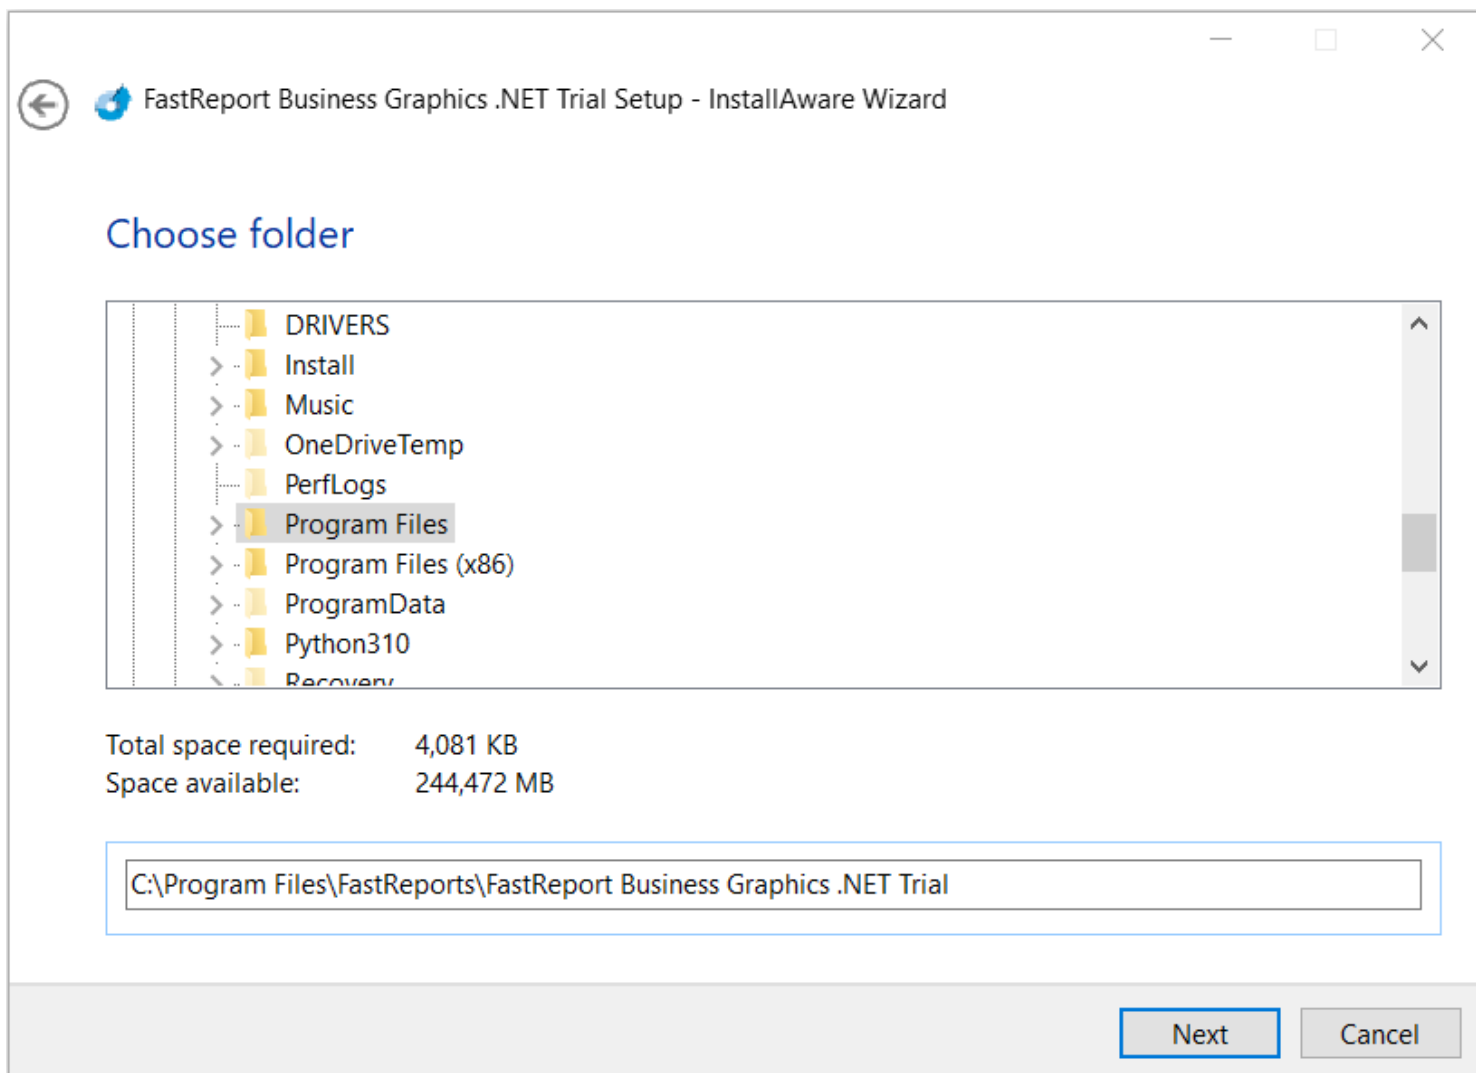 FastReport Business Graphics .NET Trial Setup - InstallAware Wizard
Choose folder
DRIVERS
Install
Music
OneDriveTemp
PerfLogs
Program Files
Program Files (x86)
ProgramData
Python310
Recovery
Total space required: 4,081 KB
Space available: 244,472 MB
C:\Program Files\FastReports\FastReport Business Graphics .NET Trial
Next Cancel